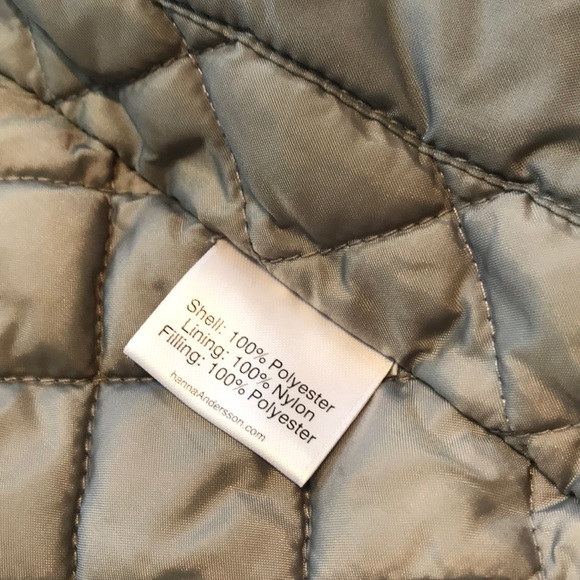 Shell: 100% Polyester
Lining: 100% Nylon
Filling: 100% Polyester
hannaAndersson.com